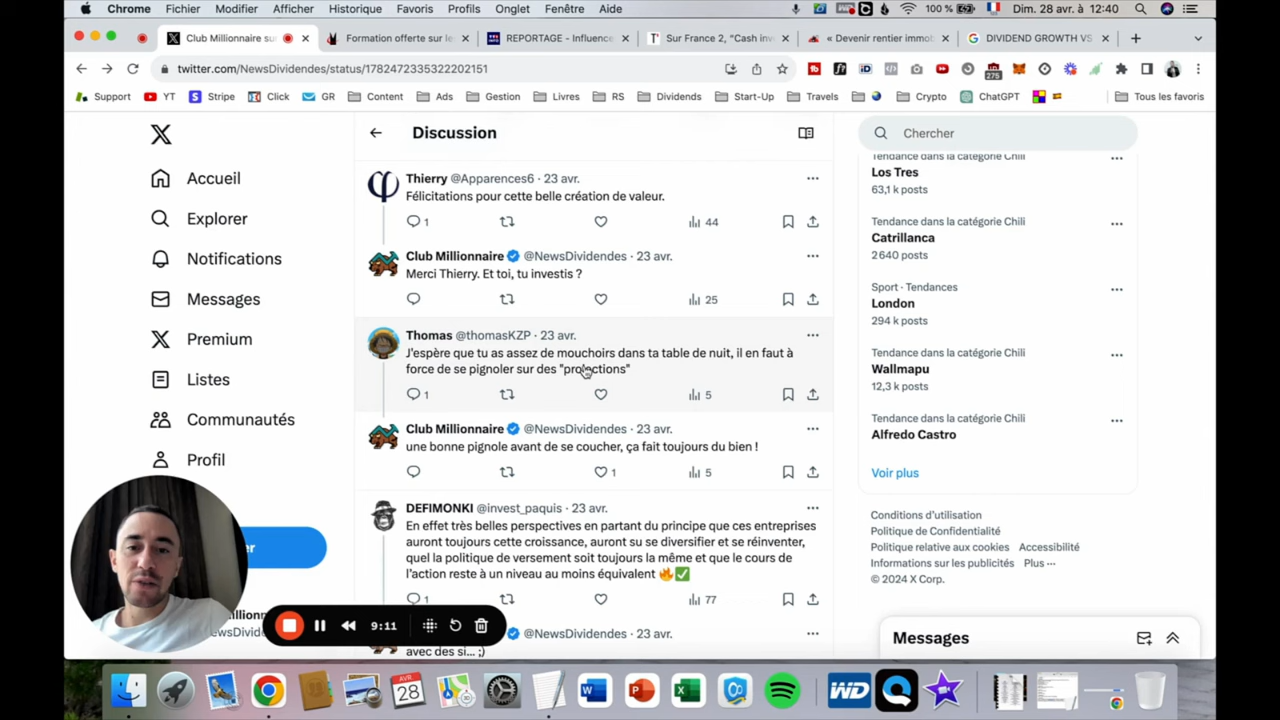 Chrome Fichier Modifier Afficher Historique Favoris Profils Onglet Fenêtre Aide 100 % Dim. 28 avr. à 12:40
Club Millionnaire su
Formation offerte sur le
REPORTAGE - Influence
Sur France 2, “Cash inv
« Devenir rentier immob
DIVIDEND GROWTH VS
twitter.com/NewsDividendes/status/1782472335322202151
275
Support YT Stripe Click GR Content Ads Gestion Livres RS Dividends Start-Up Travels Crypto ChatGPT Tous les favoris
Accueil
Explorer
Notifications
Messages
Premium
Listes
Communautés
Profil
er
Discussion
Thierry @Apparences6 · 23 avr.
Félicitations pour cette belle création de valeur.
1 44
Club Millionnaire @NewsDividendes · 23 avr.
Merci Thierry. Et toi, tu investis ?
25
Thomas @thomasKZP · 23 avr.
J'espère que tu as assez de mouchoirs dans ta table de nuit, il en faut à
force de se pignoler sur des "projections"
1 5
Club Millionnaire @NewsDividendes · 23 avr.
une bonne pignole avant de se coucher, ça fait toujours du bien !
1 5
DEFIMONKI @invest_paquis · 23 avr.
En effet très belles perspectives en partant du principe que ces entreprises
auront toujours cette croissance, auront su se diversifier et se réinventer,
quel la politique de versement soit toujours la même et que le cours de
l'action reste à un niveau au moins équivalent 🔥✅
1 77
@NewsDividendes · 23 avr.
avec des si... ;)
9:11
Chercher
Tendance dans la catégorie Chili
Los Tres
63,1 k posts
Tendance dans la catégorie Chili
Catrillanca
2 640 posts
Sport · Tendances
London
294 k posts
Tendance dans la catégorie Chili
Wallmapu
12,3 k posts
Tendance dans la catégorie Chili
Alfredo Castro
Voir plus
Conditions d'utilisation
Politique de Confidentialité
Politique relative aux cookies Accessibilité
Informations sur les publicités Plus ···
© 2024 X Corp.
Messages
AVR
28
WD